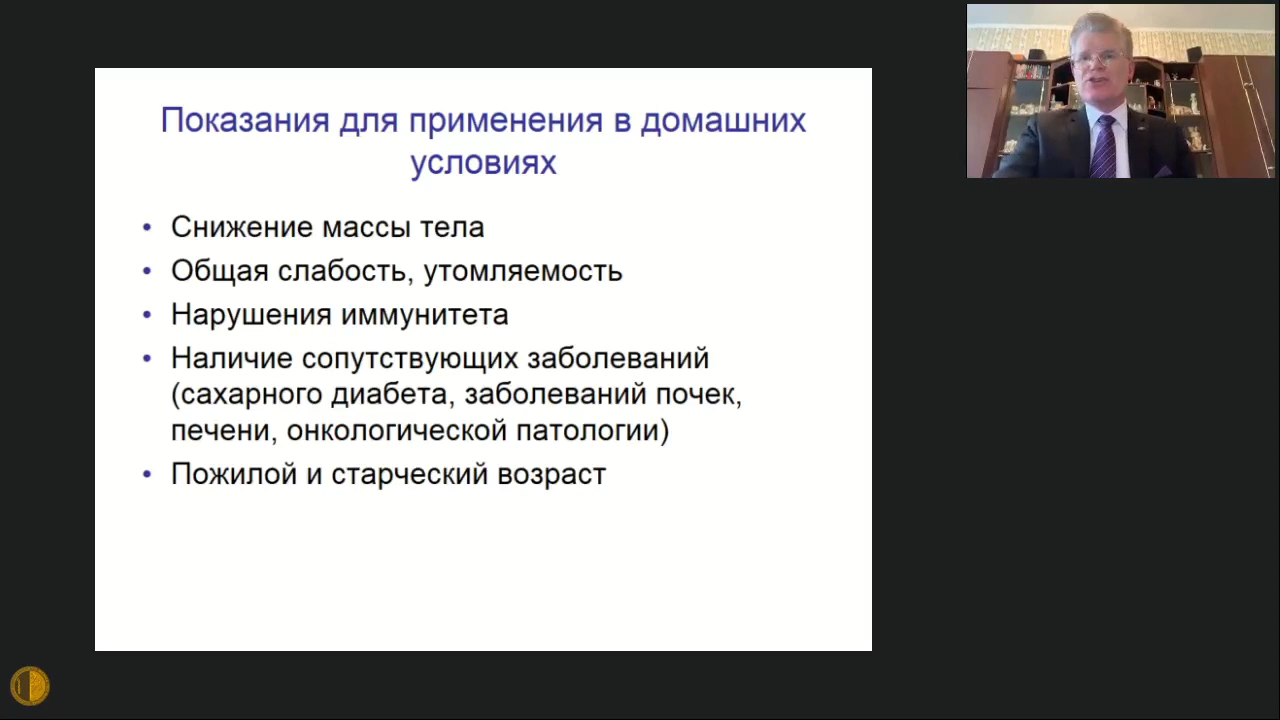 Показания для применения в домашних
условиях
• Снижение массы тела
• Общая слабость, утомляемость
• Нарушения иммунитета
• Наличие сопутствующих заболеваний
(сахарного диабета, заболеваний почек,
печени, онкологической патологии)
• Пожилой и старческий возраст